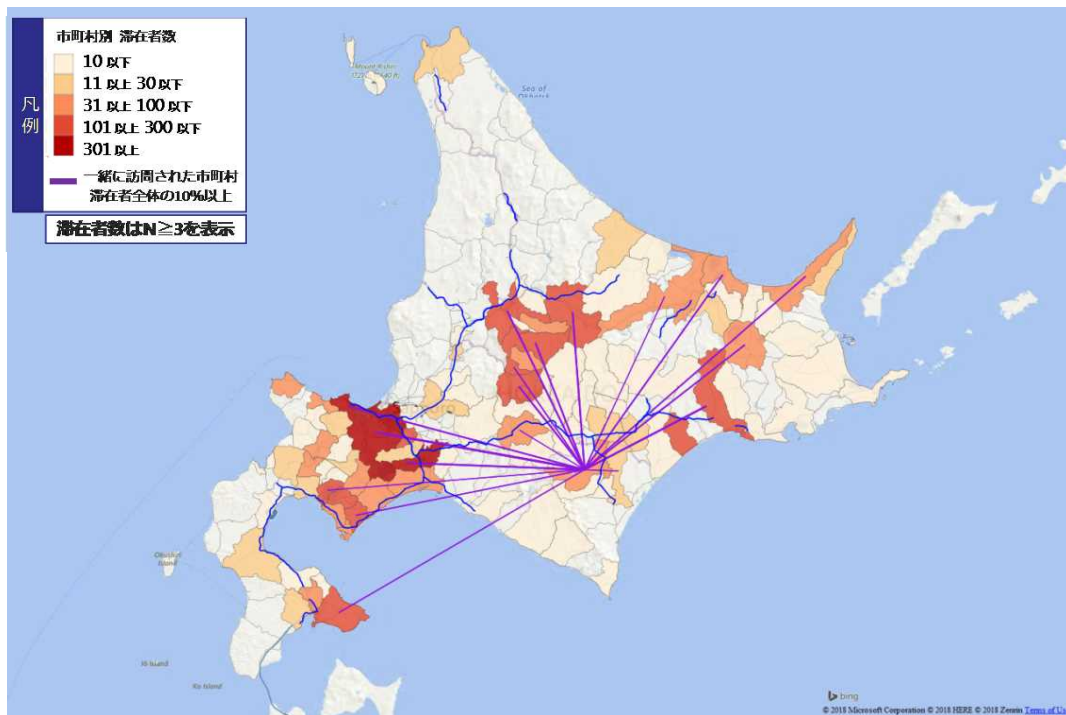 凡例
市町村別 滞在者数
10 以下
11 以上 30 以下
31 以上 100 以下
101 以上 300 以下
301 以上
一緒に訪問された市町村
滞在者全体の10%以上
滞在者数はN≧3を表示
Sea of
Island
Island
Island
bing
© 2018 Microsoft Corporation © 2018 HERE © 2018 Zenrin Terms of Us